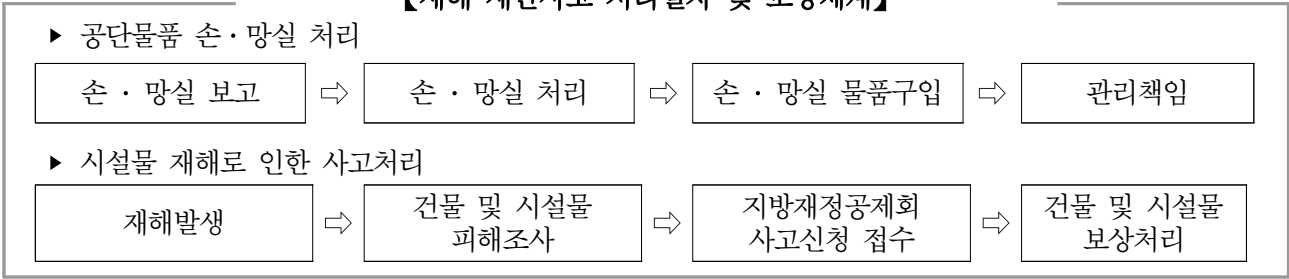 ▶ 공단물품 손·망실 처리
손·망실 보고 ⇨ 손·망실 처리 ⇨ 손·망실 물품구입 ⇨ 관리책임
▶ 시설물 재해로 인한 사고처리
재해발생 ⇨ 건물 및 시설물 피해조사 ⇨ 지방재정공제회 사고신청 접수 ⇨ 건물 및 시설물 보상처리